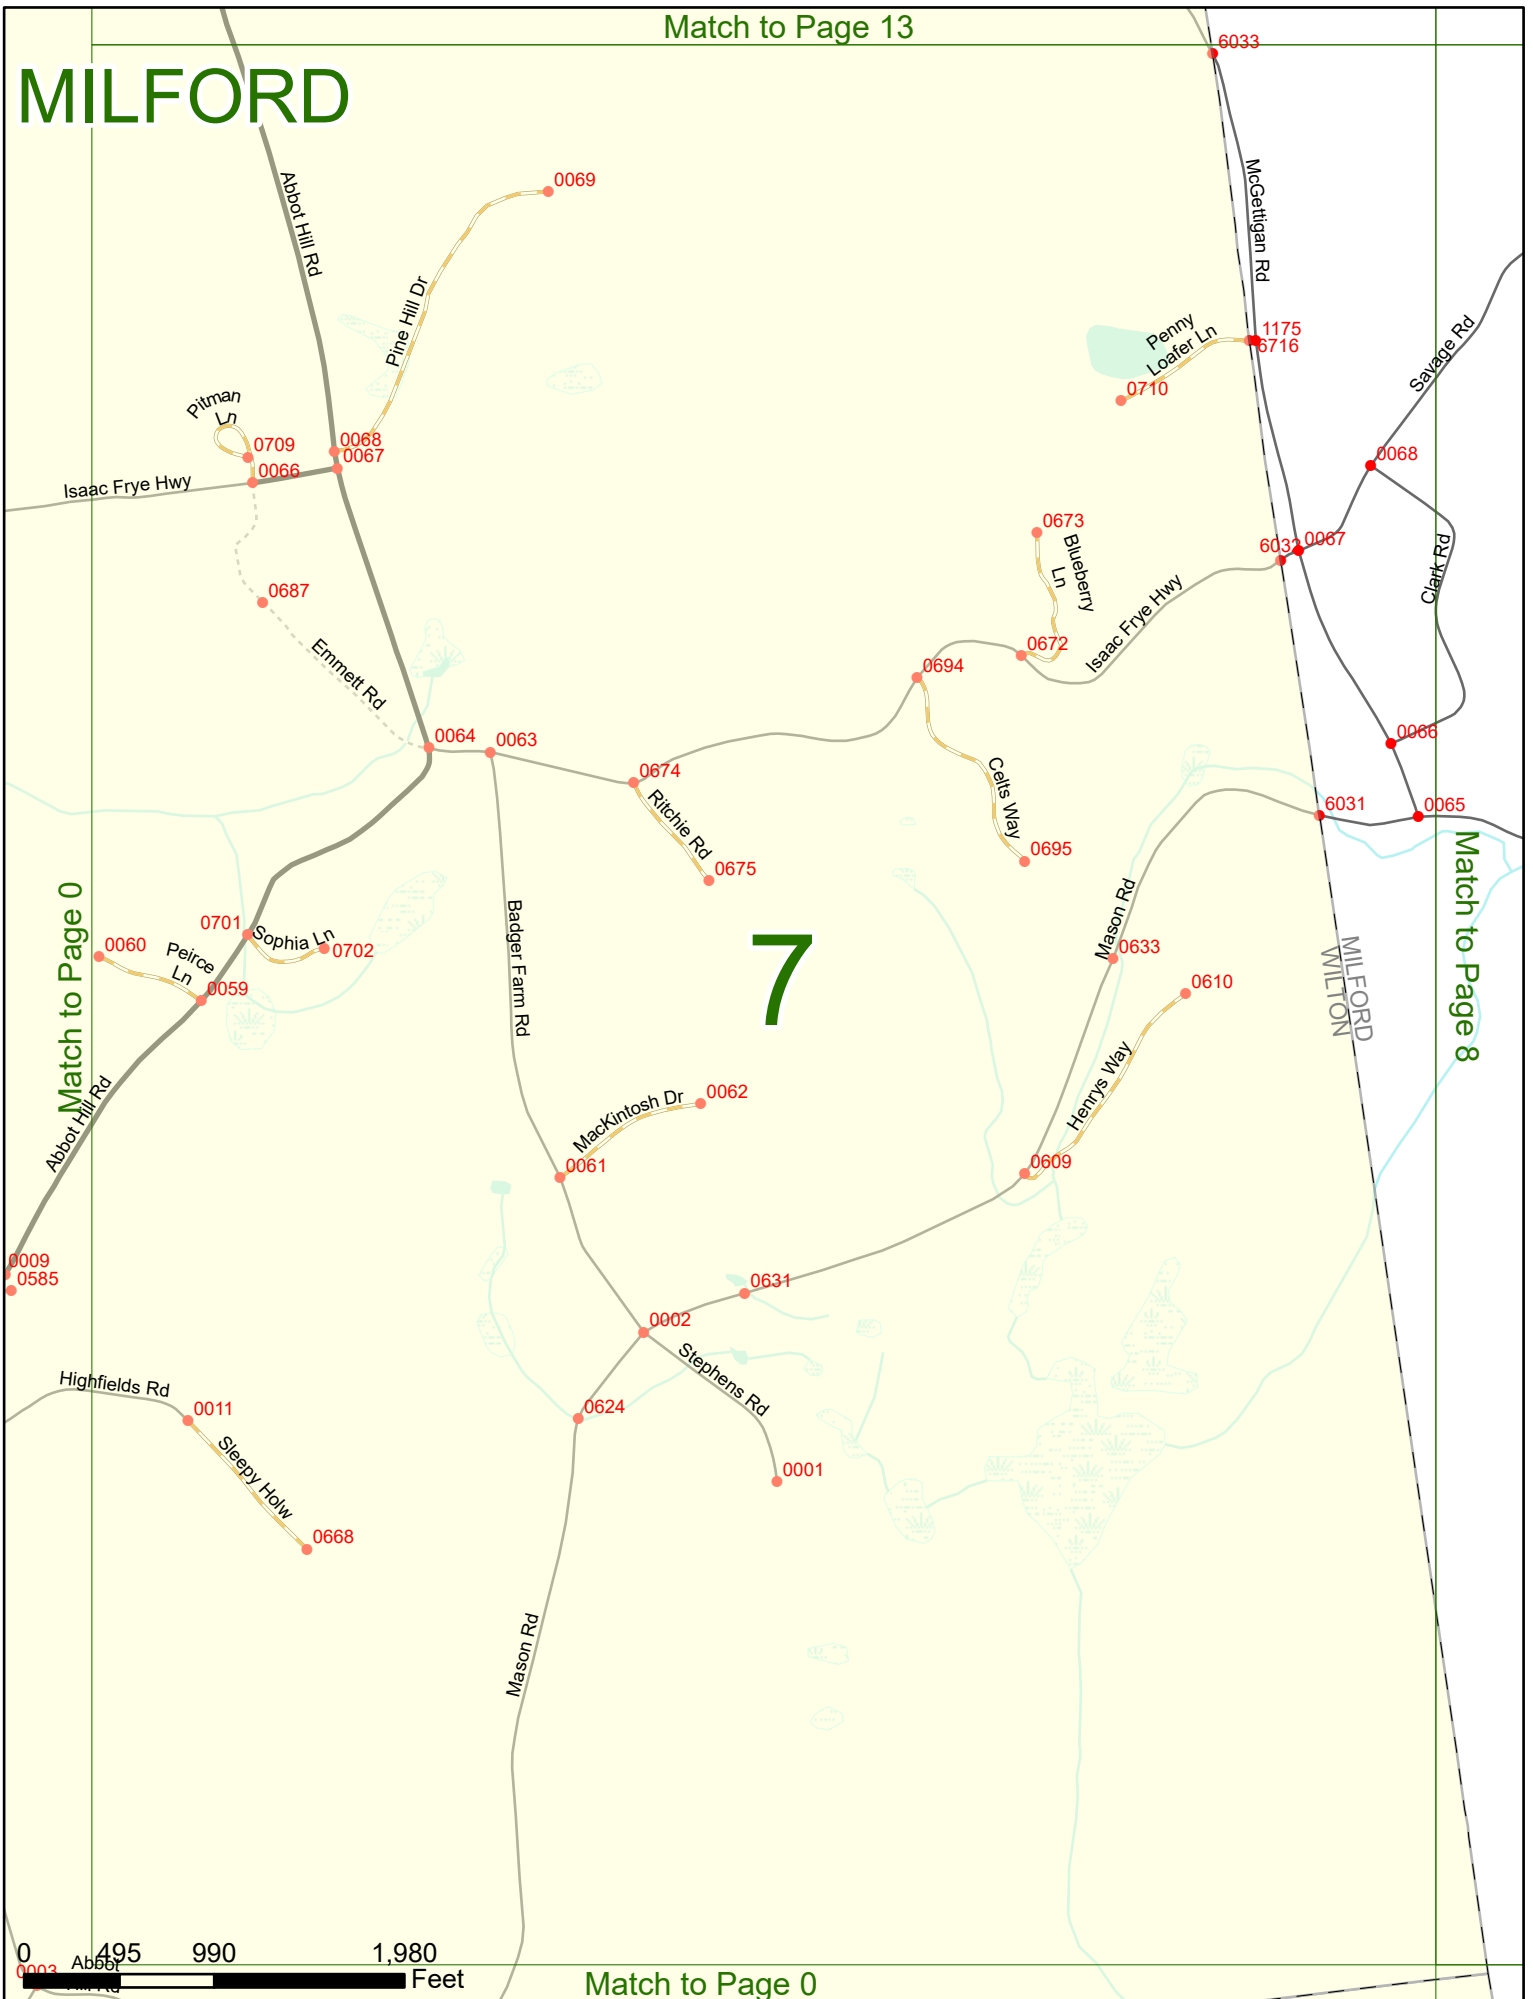 Match to Page 13
MILFORD
6033
0069
Abbot Hill Rd
McGettigan Rd
Pine Hill Dr
Penny
Loafer Ln
1175
6716
Savage Rd
0710
Pitman
Ln
0709
0068
0067
0066
Isaac Frye Hwy
0068
0673
Blueberry
Ln
6032
0067
Clark Rd
0687
Emmett Rd
0672
Isaac Frye Hwy
0694
0064
0063
0066
0674
Ritchie Rd
Celts Way
0675
0695
6031
0065
Match to Page 8
Match to Page 0
0701
Sophia Ln
0702
0060
Peirce
Ln
0059
Badger Farm Rd
7
Mason Rd
0633
0610
MILFORD
WILTON
Henrys Way
Abbot Hill Rd
MacKintosh Dr
0062
0061
0609
0009
0585
0631
0002
Stephens Rd
Highfields Rd
0011
0624
Sleepy Holw
0001
0668
Mason Rd
0 495 990 1,980
Feet
0003
Abbot
Hill Rd
Match to Page 0